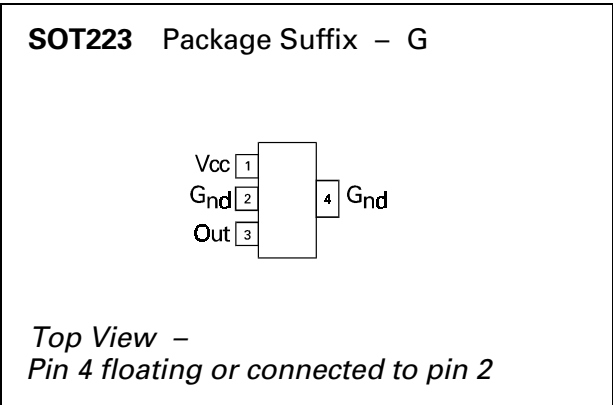 SOT223 Package Suffix – G
Vcc 1
Gnd 2 4 Gnd
Out 3
Top View –
Pin 4 floating or connected to pin 2